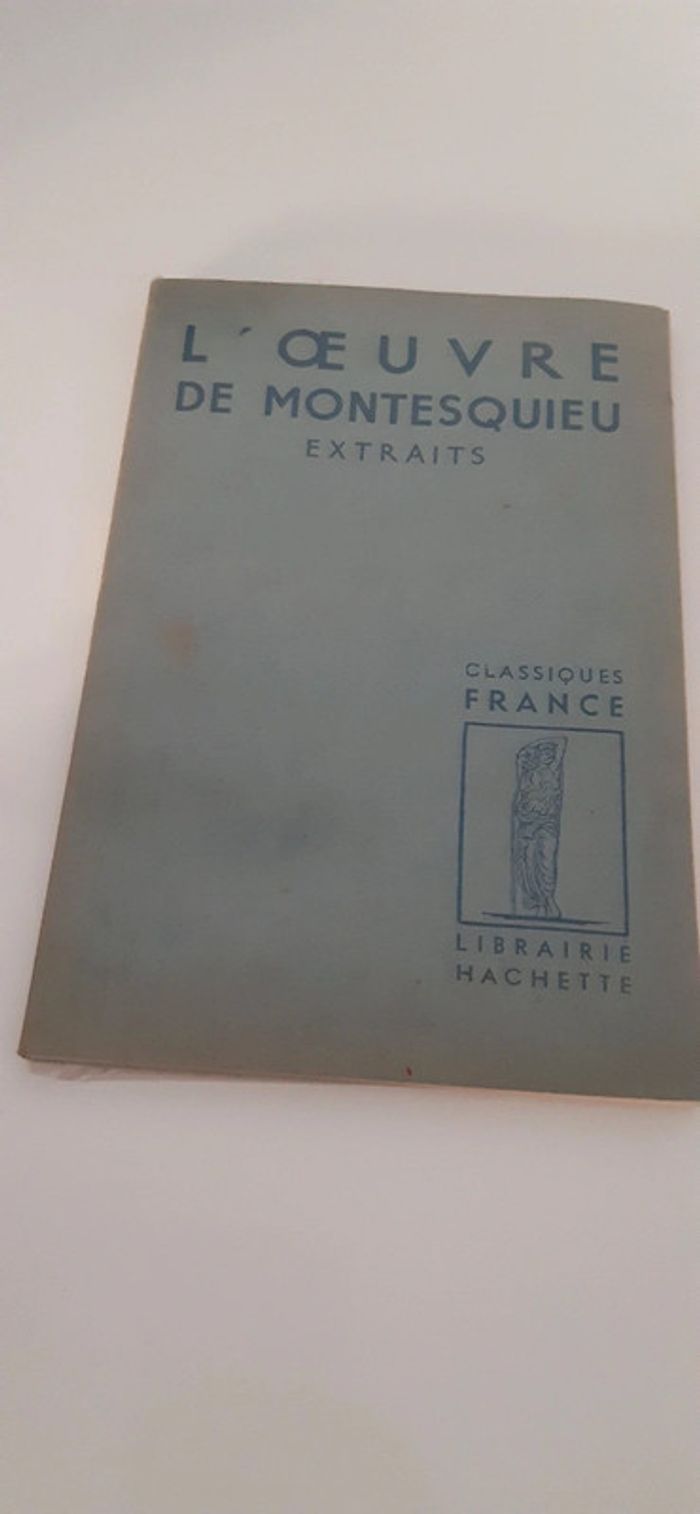 L'ŒUVRE
DE MONTESQUIEU
EXTRAITS
CLASSIQUES
FRANCE
LIBRAIRIE
HACHETTE